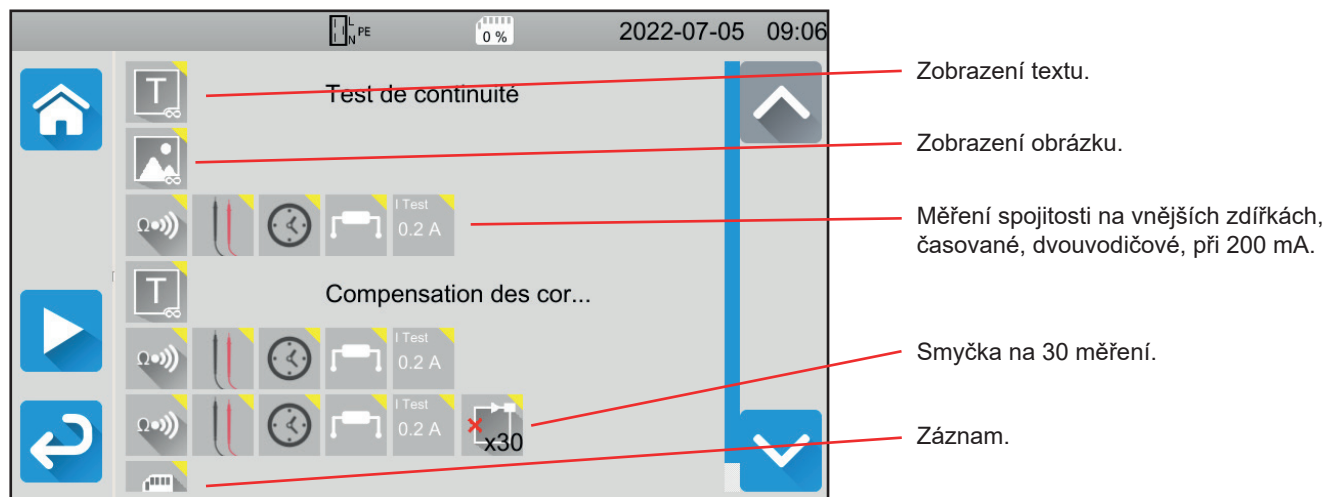 L
N PE
0 %
2022-07-05 09:06
T
Test de continuité
Zobrazení textu.
Zobrazení obrázku.
Ω
I Test
0.2 A
Měření spojitosti na vnějších zdířkách,
časované, dvouvodičové, při 200 mA.
T
Compensation des cor...
Ω
I Test
0.2 A
Smyčka na 30 měření.
Ω
I Test
0.2 A
x30
Záznam.